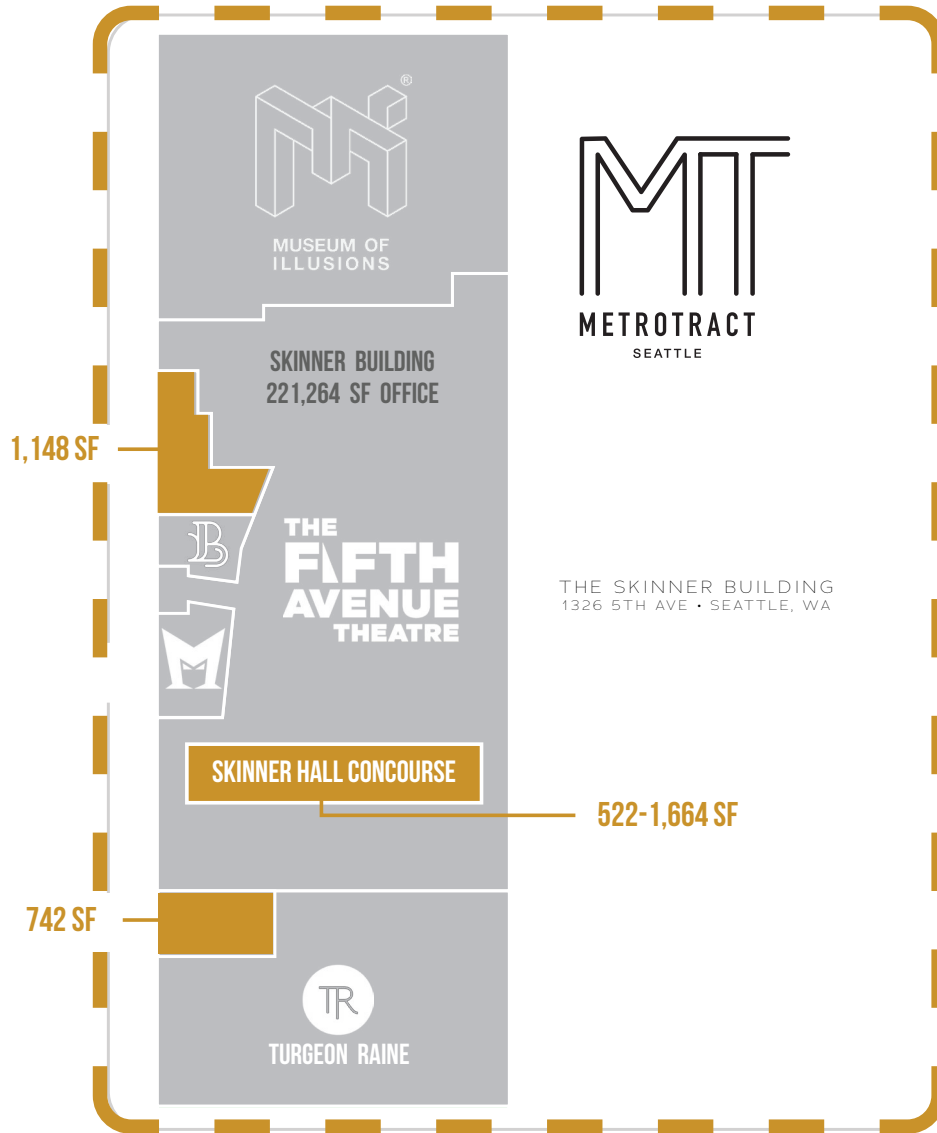 ®
MUSEUM OF
ILLUSIONS
MT
METROTRACT
SEATTLE
SKINNER BUILDING
221,264 SF OFFICE
1,148 SF
B
THE
FIFTH
AVENUE
THEATRE
THE SKINNER BUILDING
1326 5TH AVE • SEATTLE, WA
M
SKINNER HALL CONCOURSE
522-1,664 SF
742 SF
TR
TURGEON RAINE